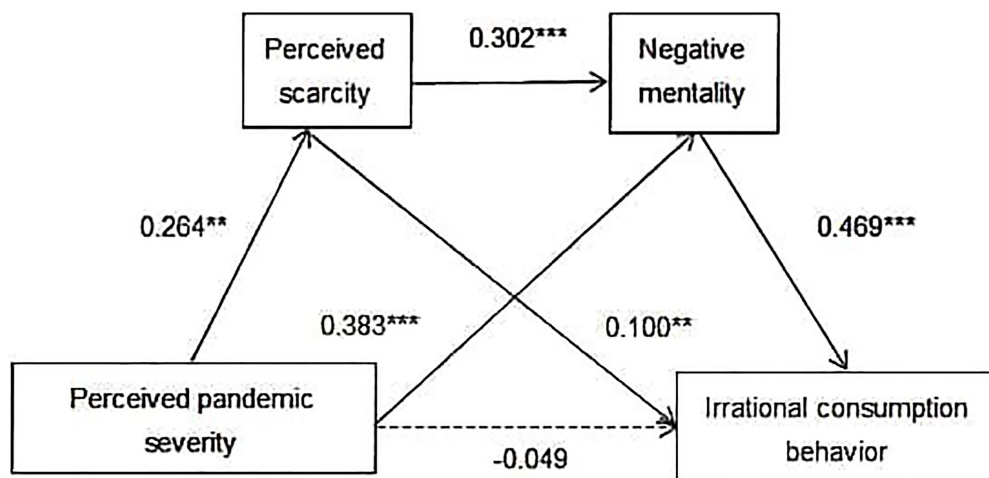 Perceived
scarcity
0.302***
Negative
mentality
0.264**
0.469***
0.383***
0.100**
Perceived pandemic
severity
-0.049
Irrational consumption
behavior